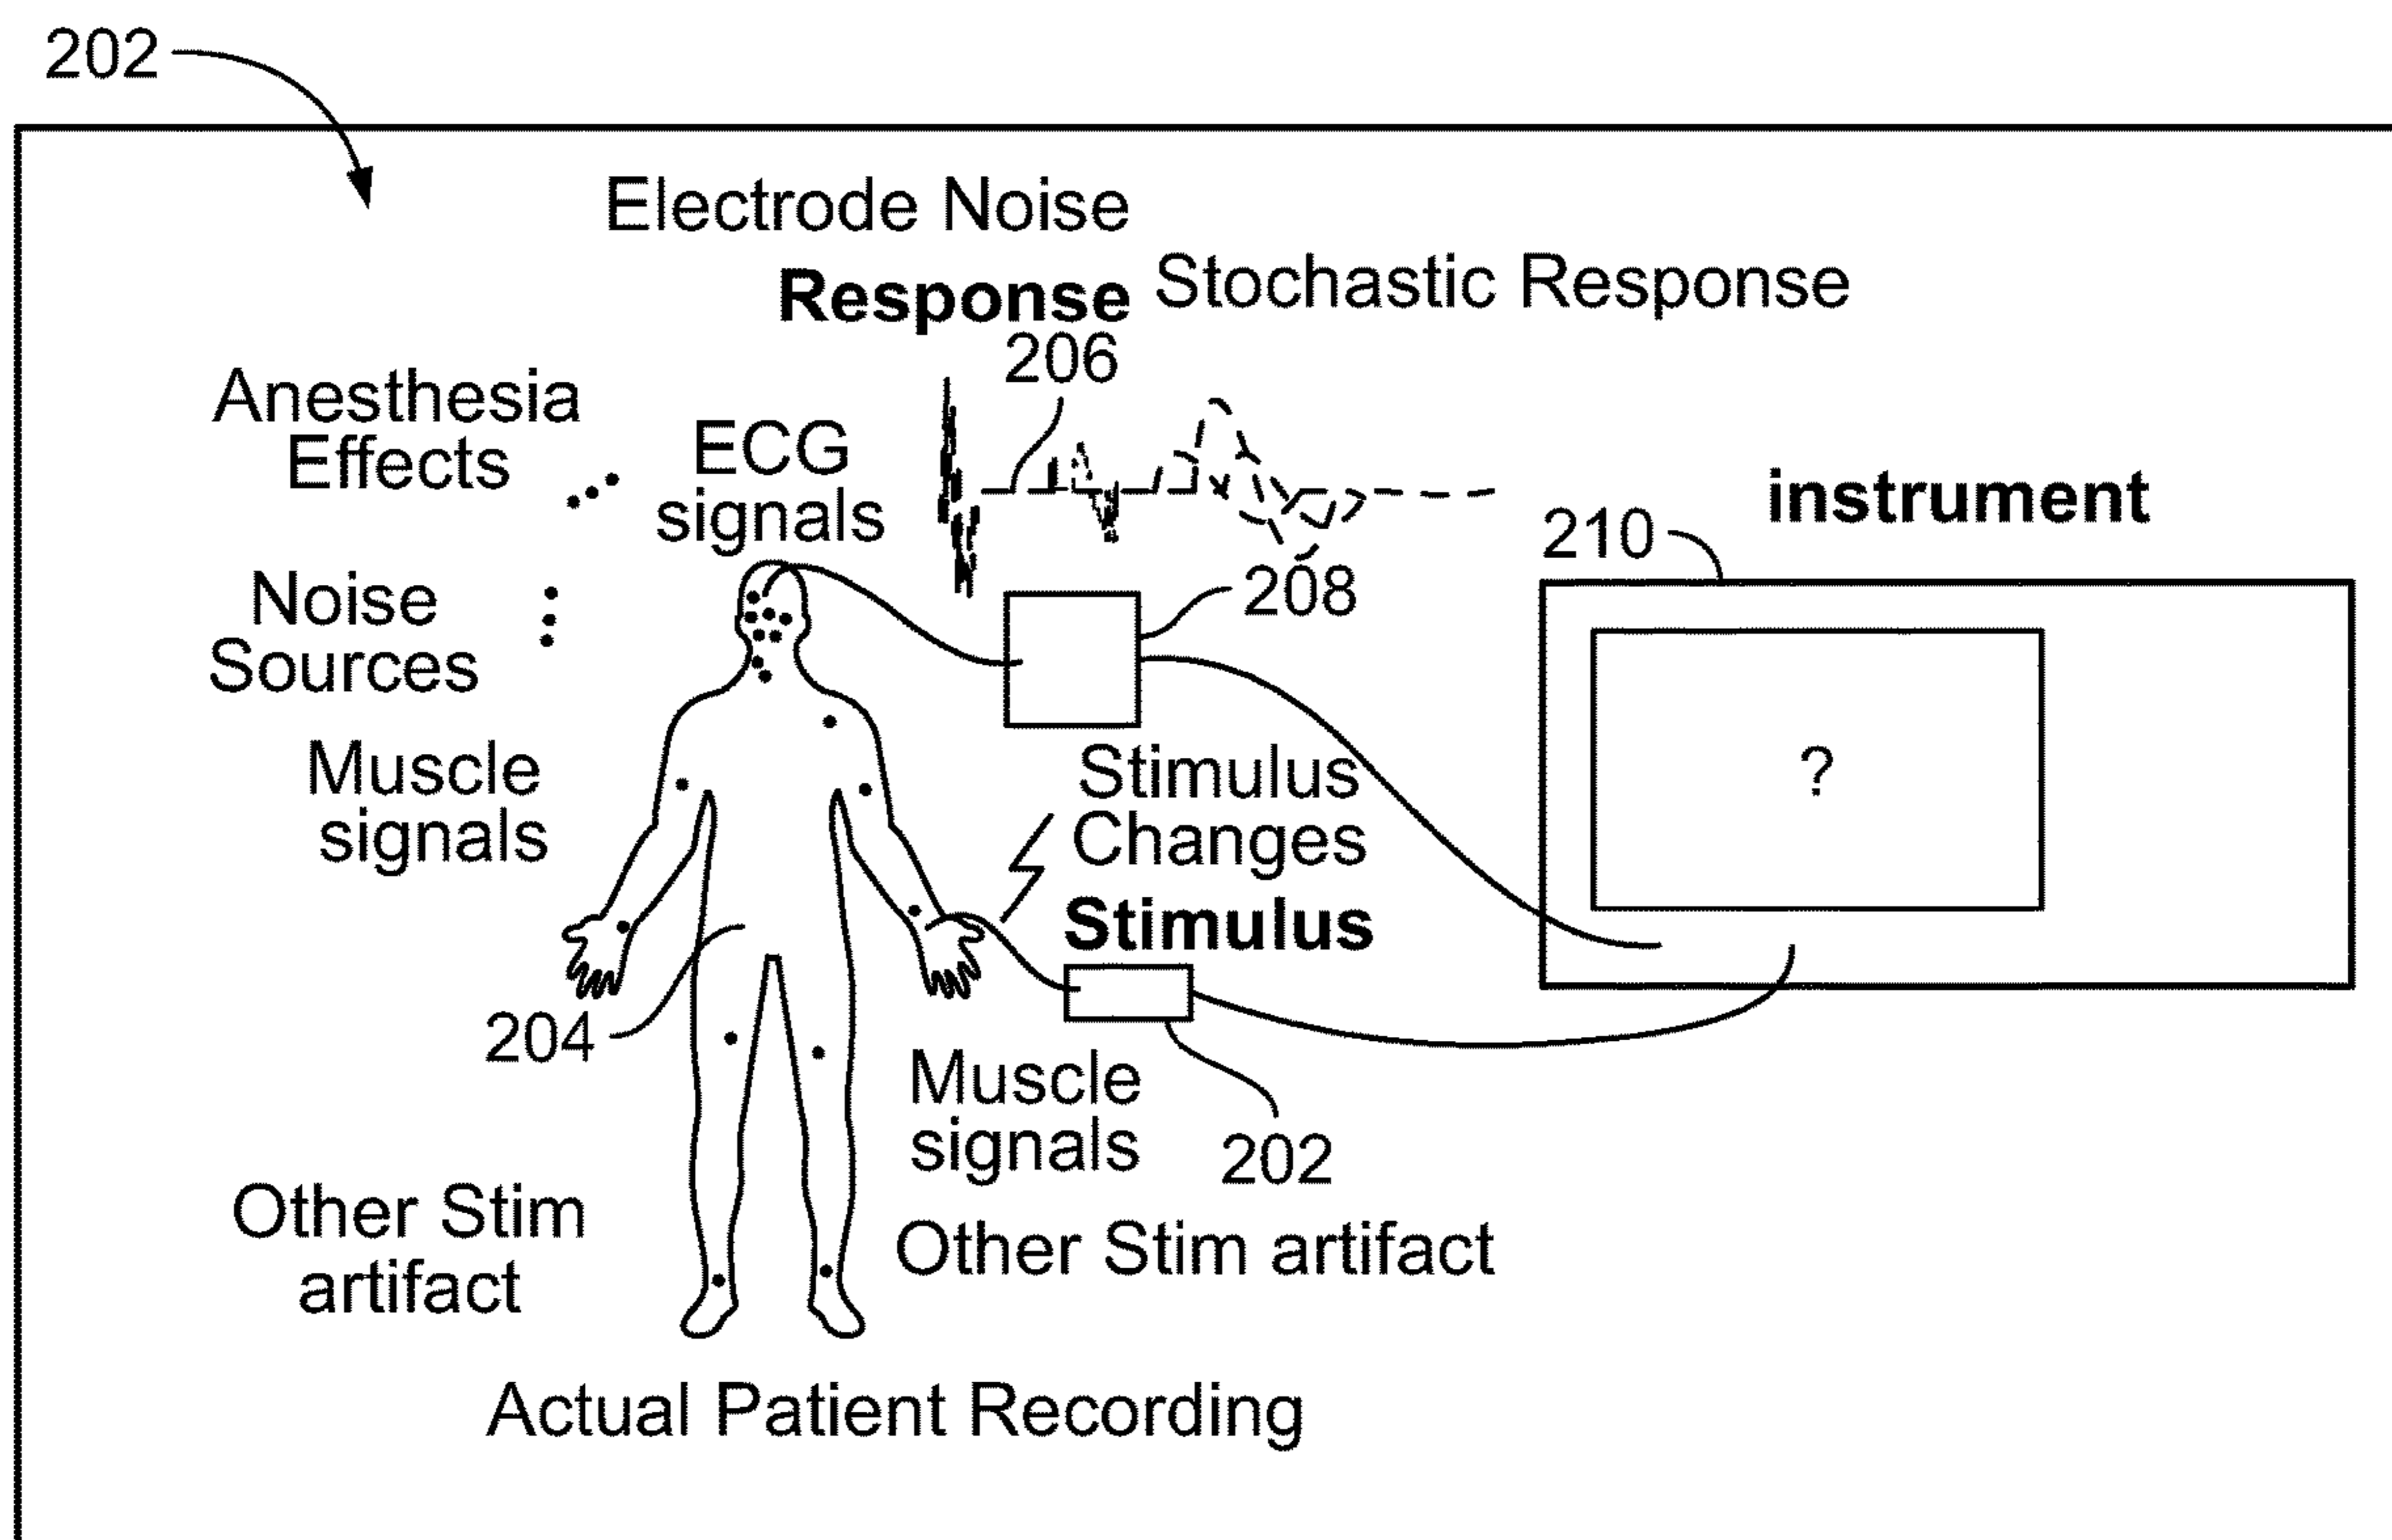 202
Electrode Noise
Response
Stochastic Response
206
Anesthesia
Effects
ECG
signals
instrument
210
Noise
Sources
208
Muscle
signals
Stimulus
Changes
?
Stimulus
204
Muscle
signals
202
Other Stim
artifact
Other Stim artifact
Actual Patient Recording